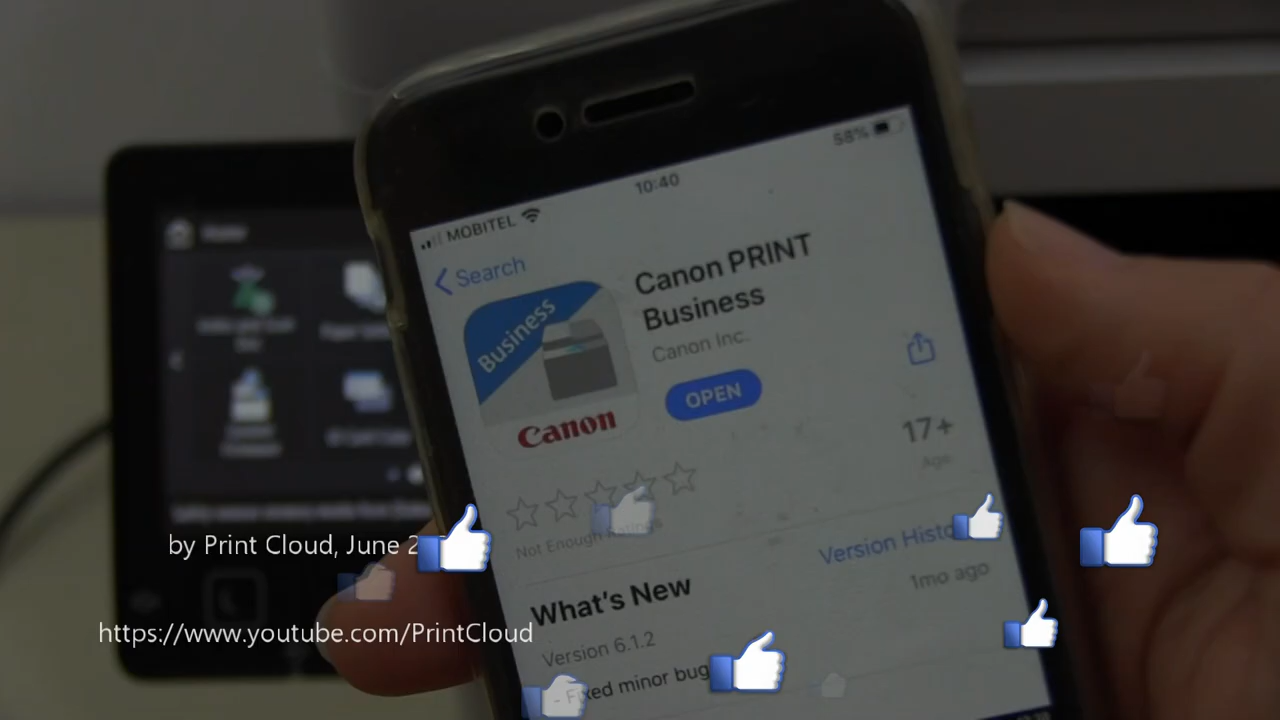 58%
10:40
MOBITEL
Search
Canon PRINT
Business
Canon Inc.
Business
Canon
OPEN
17+
Age
Not Enough Ratings
by Print Cloud, June 2
Version Histo
1mo ago
What's New
Version 6.1.2
https://www.youtube.com/PrintCloud
- Fixed minor bug